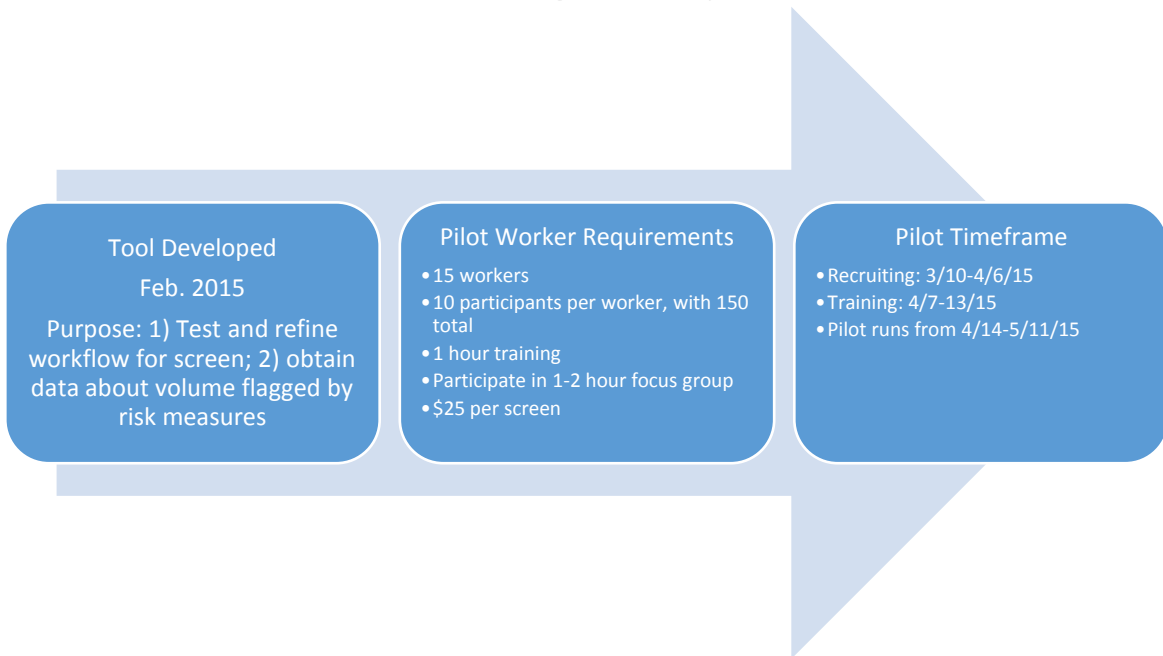 Tool Developed
Feb. 2015
Purpose: 1) Test and refine
workflow for screen; 2) obtain
data about volume flagged by
risk measures
Pilot Worker Requirements
•15 workers
•10 participants per worker, with 150
total
•1 hour training
•Participate in 1-2 hour focus group
•$25 per screen
Pilot Timeframe
•Recruiting: 3/10-4/6/15
•Training: 4/7-13/15
•Pilot runs from 4/14-5/11/15